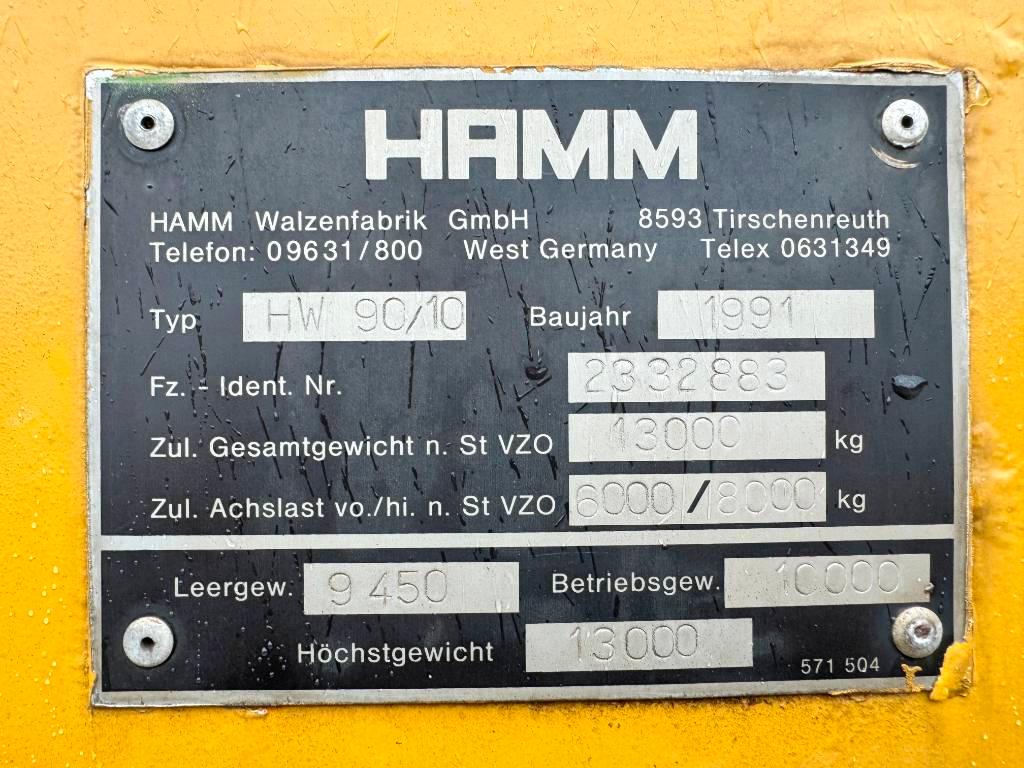 HAMM
HAMM Walzenfabrik GmbH 8593 Tirschenreuth
Telefon: 09631/800 West Germany Telex 0631349
Typ HW 90/10 Baujahr 1991
Fz. - Ident. Nr. 2332883
Zul. Gesamtgewicht n. St VZO 13000 kg
Zul. Achslast vo./hi. n. St VZO 6000/8000 kg
Leergew. 9450 Betriebsgew. 10000
Höchstgewicht 13000
571 504